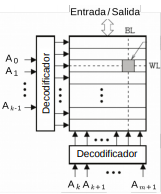 Entrada/Salida
BL
WL
A0
A1
Ak-1
Decodificador
Decodificador
Ak Ak+1 ... Am+1